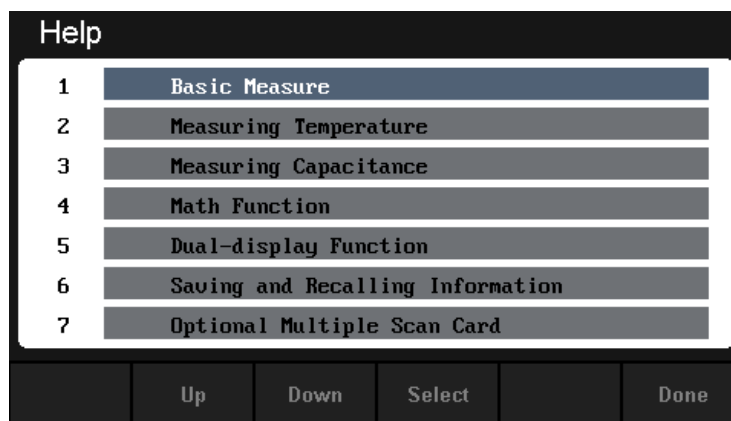 Help
1 Basic Measure
2 Measuring Temperature
3 Measuring Capacitance
4 Math Function
5 Dual-display Function
6 Saving and Recalling Information
7 Optional Multiple Scan Card
Up Down Select Done